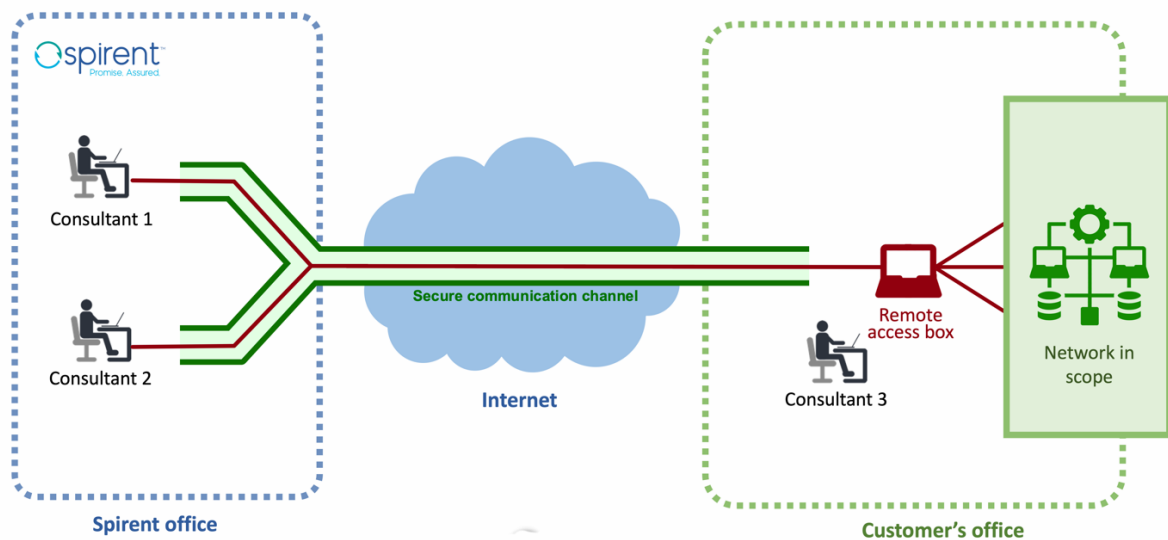 spirent™
Promise. Assured.
Consultant 1
Consultant 2
Spirent office
Secure communication channel
Internet
Remote
access box
Consultant 3
Network in
scope
Customer’s office